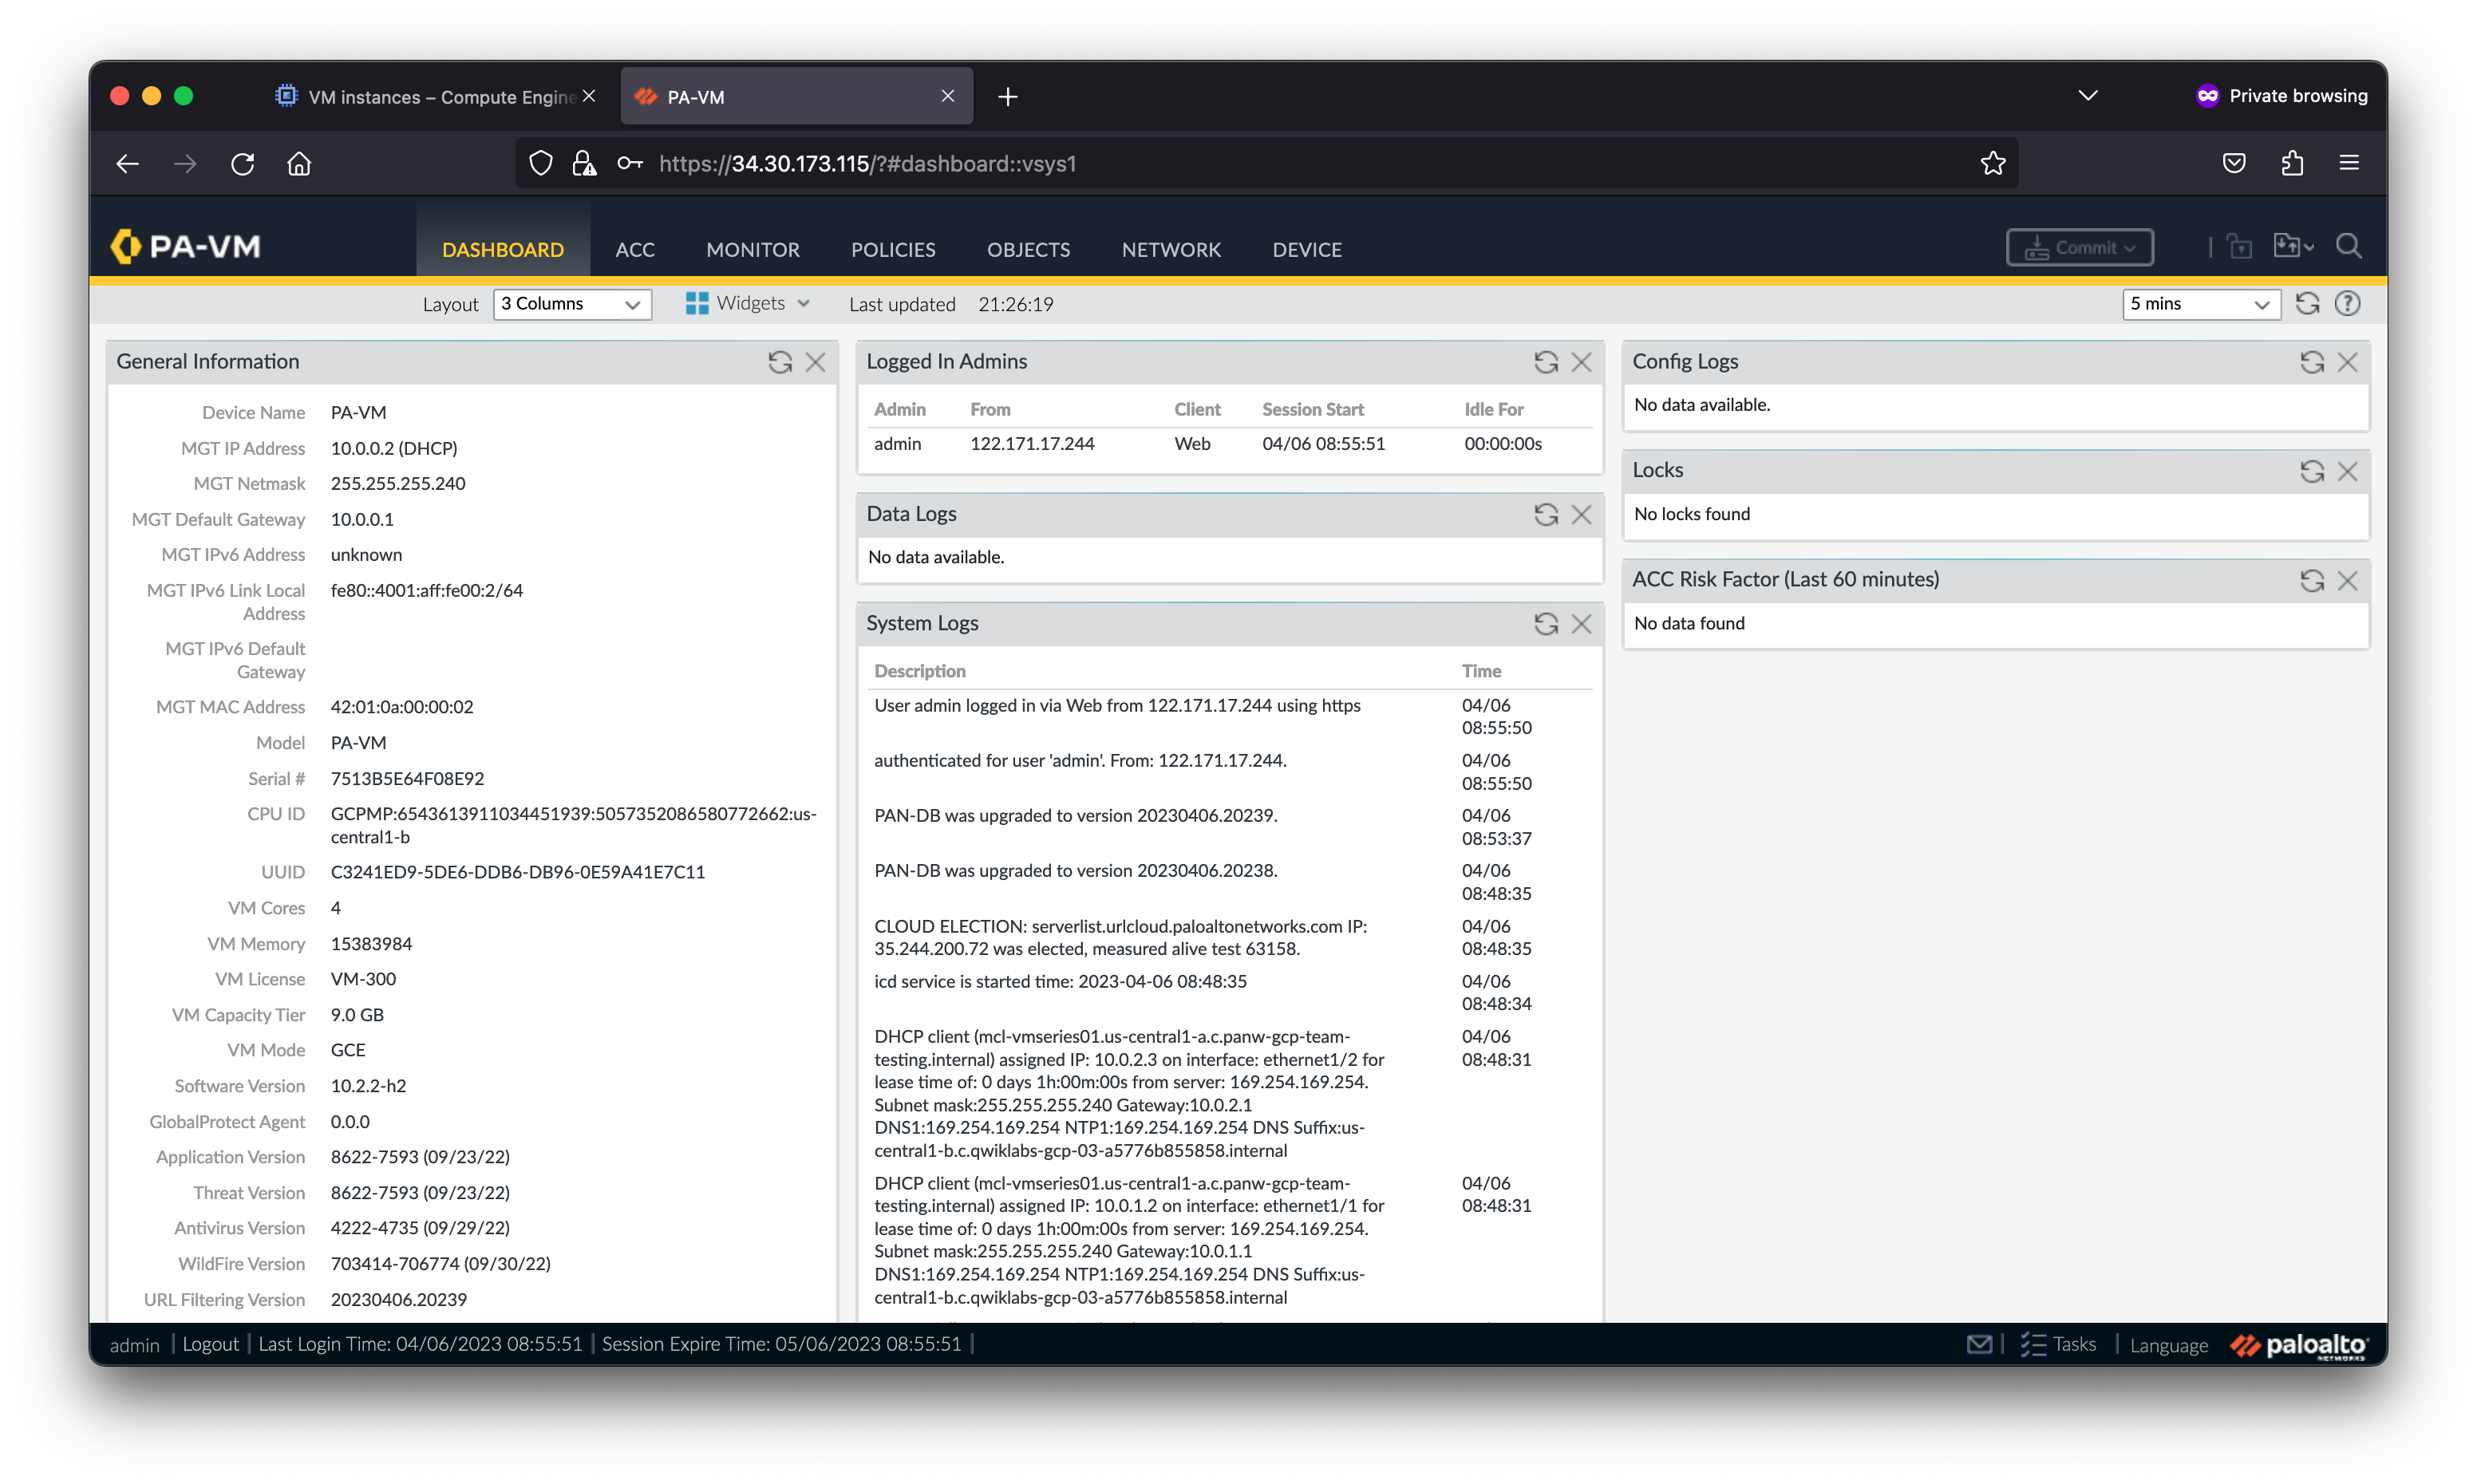 VM instances – Compute Engine
PA-VM
Private browsing
https://34.30.173.115/?#dashboard::vsys1
PA-VM
DASHBOARD
ACC
MONITOR
POLICIES
OBJECTS
NETWORK
DEVICE
Commit
Layout
3 Columns
Widgets
Last updated 21:26:19
5 mins
General Information
Device Name PA-VM
MGT IP Address 10.0.0.2 (DHCP)
MGT Netmask 255.255.255.240
MGT Default Gateway 10.0.0.1
MGT IPv6 Address unknown
MGT IPv6 Link Local fe80::4001:aff:fe00:2/64
Address
MGT IPv6 Default
Gateway
MGT MAC Address 42:01:0a:00:00:02
Model PA-VM
Serial # 7513B5E64F08E92
CPU ID GCPMP:6543613911034451939:5057352086580772662:us-
central1-b
UUID C3241ED9-5DE6-DDB6-DB96-0E59A41E7C11
VM Cores 4
VM Memory 15383984
VM License VM-300
VM Capacity Tier 9.0 GB
VM Mode GCE
Software Version 10.2.2-h2
GlobalProtect Agent 0.0.0
Application Version 8622-7593 (09/23/22)
Threat Version 8622-7593 (09/23/22)
Antivirus Version 4222-4735 (09/29/22)
WildFire Version 703414-706774 (09/30/22)
URL Filtering Version 20230406.20239
Logged In Admins
Admin From Client Session Start Idle For
admin 122.171.17.244 Web 04/06 08:55:51 00:00:00s
Data Logs
No data available.
System Logs
Description Time
User admin logged in via Web from 122.171.17.244 using https 04/06
08:55:50
authenticated for user 'admin'. From: 122.171.17.244. 04/06
08:55:50
PAN-DB was upgraded to version 20230406.20239. 04/06
08:53:37
PAN-DB was upgraded to version 20230406.20238. 04/06
08:48:35
CLOUD ELECTION: serverlist.urlcloud.paloaltonetworks.com IP: 04/06
35.244.200.72 was elected, measured alive test 63158. 08:48:35
icd service is started time: 2023-04-06 08:48:35 04/06
08:48:34
DHCP client (mcl-vmseries01.us-central1-a.c.panw-gcp-team- 04/06
testing.internal) assigned IP: 10.0.2.3 on interface: ethernet1/2 for 08:48:31
lease time of: 0 days 1h:00m:00s from server: 169.254.169.254.
Subnet mask:255.255.255.240 Gateway:10.0.2.1
DNS1:169.254.169.254 NTP1:169.254.169.254 DNS Suffix:us-
central1-b.c.qwiklabs-gcp-03-a5776b855858.internal
DHCP client (mcl-vmseries01.us-central1-a.c.panw-gcp-team- 04/06
testing.internal) assigned IP: 10.0.1.2 on interface: ethernet1/1 for 08:48:31
lease time of: 0 days 1h:00m:00s from server: 169.254.169.254.
Subnet mask:255.255.255.240 Gateway:10.0.1.1
DNS1:169.254.169.254 NTP1:169.254.169.254 DNS Suffix:us-
central1-b.c.qwiklabs-gcp-03-a5776b855858.internal
Config Logs
No data available.
Locks
No locks found
ACC Risk Factor (Last 60 minutes)
No data found
admin | Logout | Last Login Time: 04/06/2023 08:55:51 | Session Expire Time: 05/06/2023 08:55:51 |
Tasks | Language
paloalto
NETWORKS